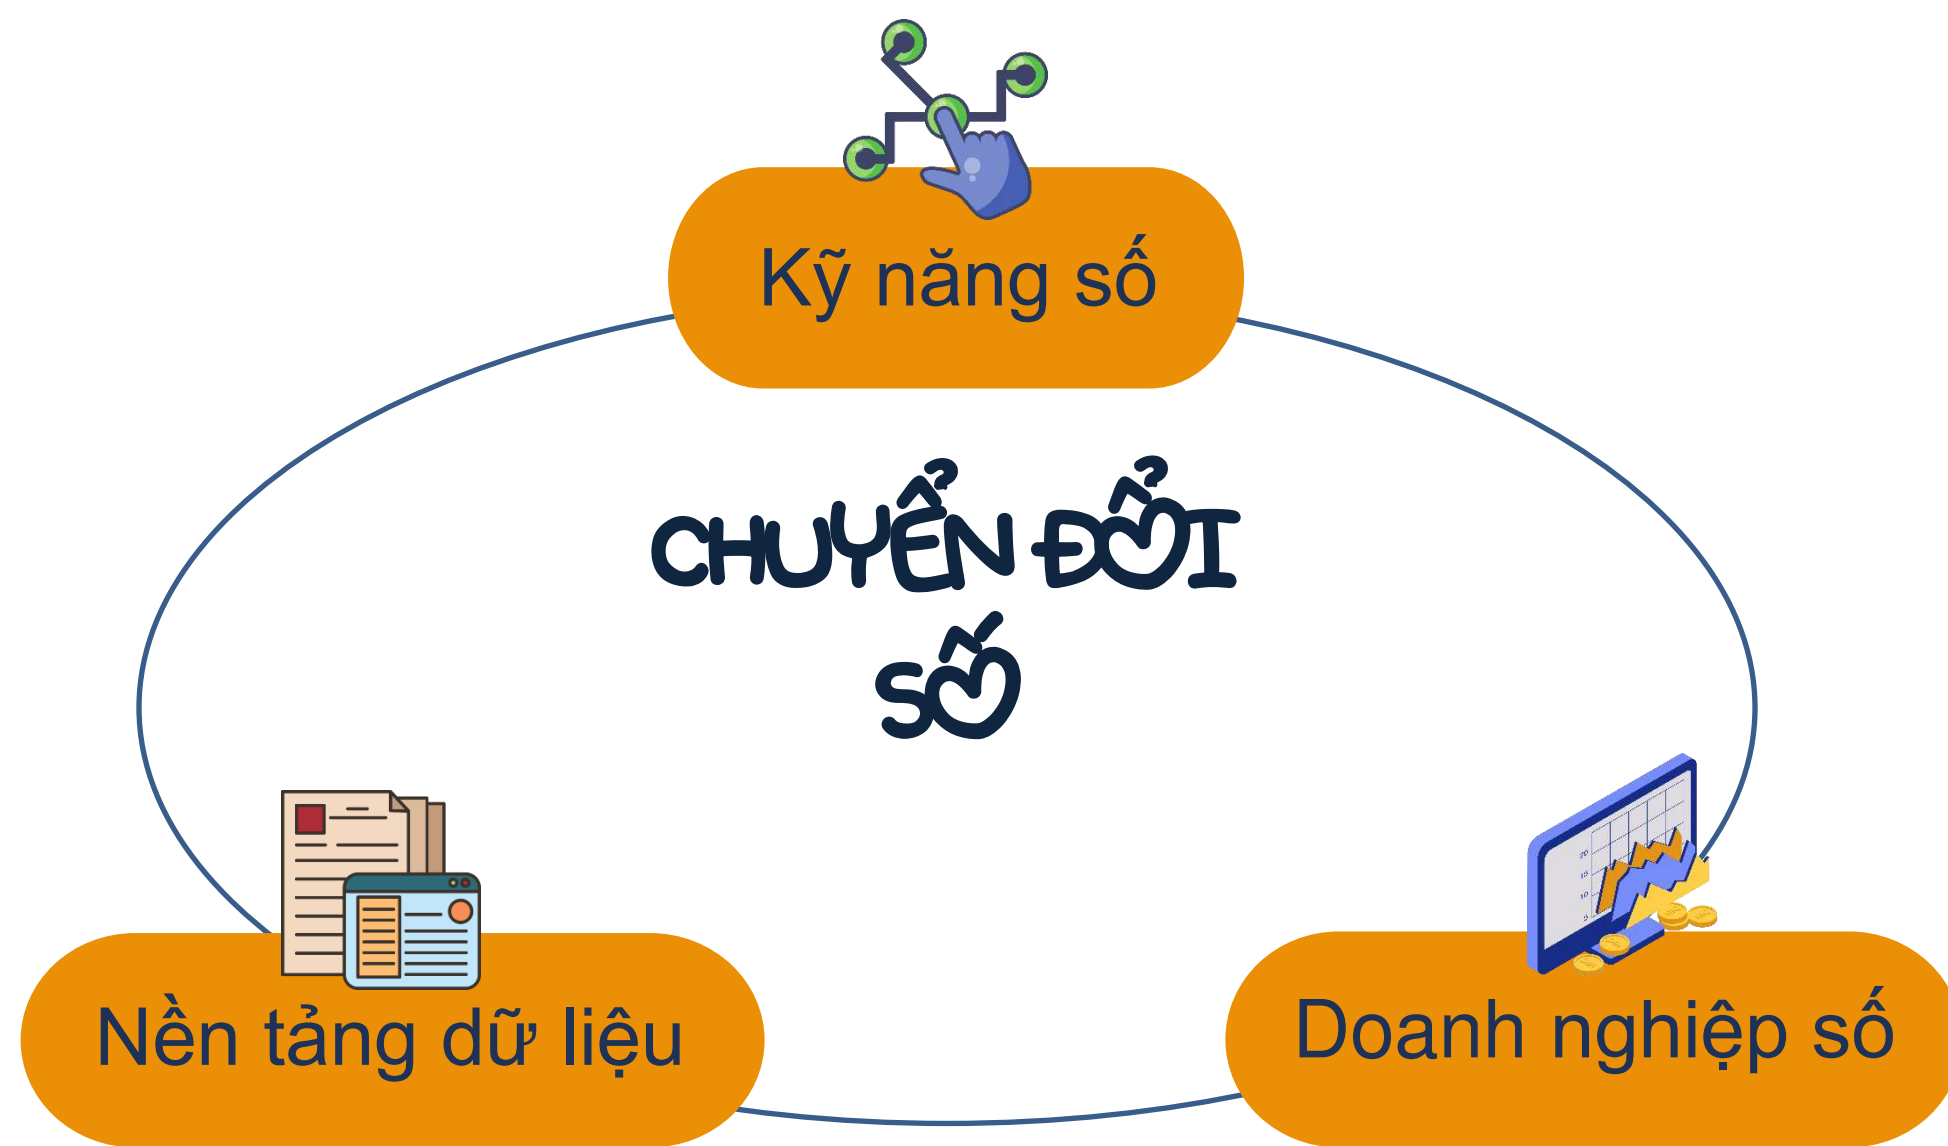 Kỹ năng số
CHUYỂN ĐỔI
SỐ
Nền tảng dữ liệu
Doanh nghiệp số